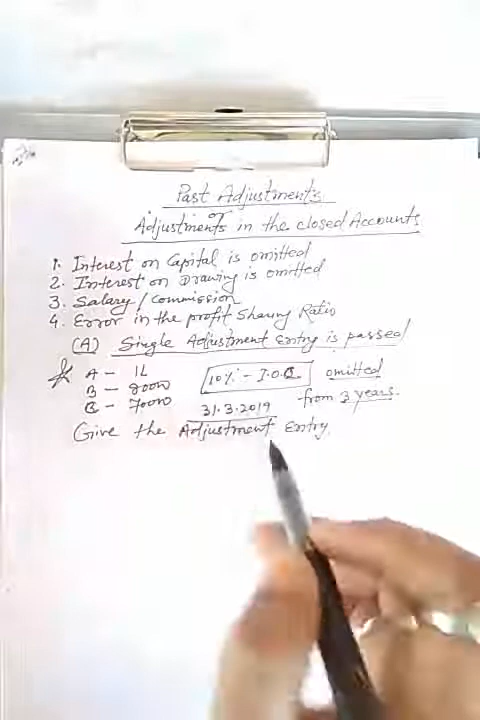 Past Adjustments
or
Adjustments in the closed Accounts
1. Interest on Capital is omitted
2. Interest on Drawing is omitted
3. Salary / Commission
4. Error in the profit Sharing Ratio
(A) Single Adjustment Entry is passed
A - 1L 10% - I.O.C. omitted
B - 80000 from 3 years.
C - 70000 31.3.2019
Give the Adjustment Entry.